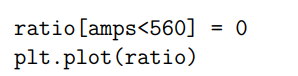 ratio[amps<560] = 0
plt.plot(ratio)